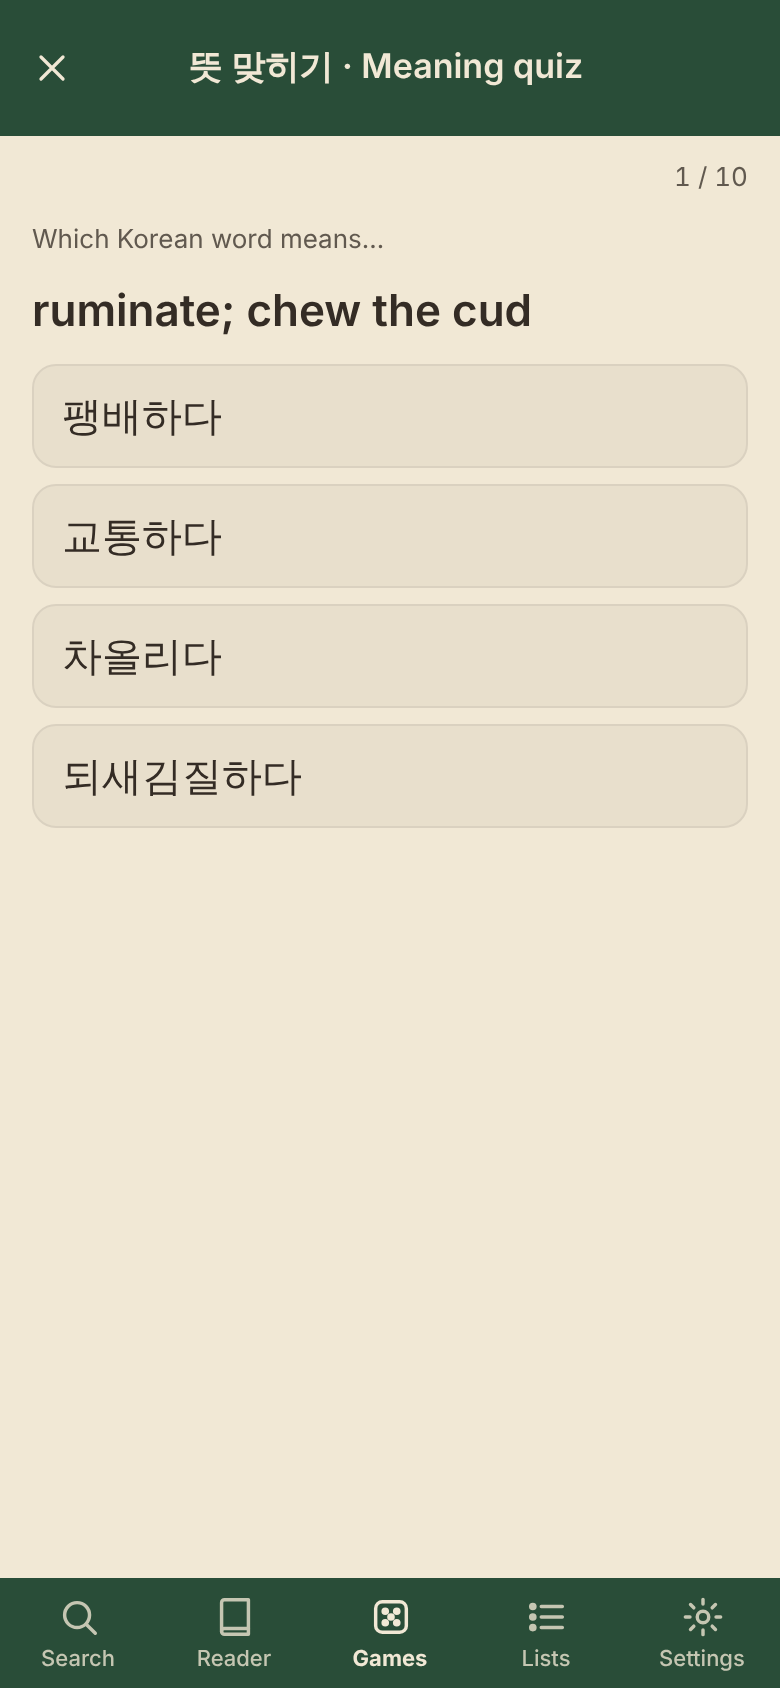 뜻 맞히기 · Meaning quiz
1 / 10
Which Korean word means...
ruminate; chew the cud
팽배하다
교통하다
차올리다
되새김질하다
Search
Reader
Games
Lists
Settings